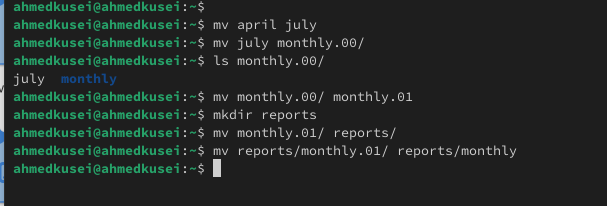 ahmedkusei@ahmedkusei:~$
ahmedkusei@ahmedkusei:~$ mv april july
ahmedkusei@ahmedkusei:~$ mv july monthly.00/
ahmedkusei@ahmedkusei:~$ ls monthly.00/
july  monthly
ahmedkusei@ahmedkusei:~$ mv monthly.00/ monthly.01
ahmedkusei@ahmedkusei:~$ mkdir reports
ahmedkusei@ahmedkusei:~$ mv monthly.01/ reports/
ahmedkusei@ahmedkusei:~$ mv reports/monthly.01/ reports/monthly
ahmedkusei@ahmedkusei:~$